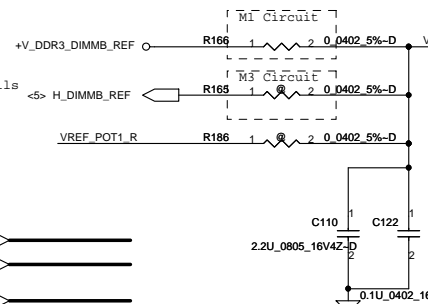 M1 Circuit
+V_DDR3_DIMMB_REF R166 1 2 0_0402_5%~D V
M3 Circuit
<5> H_DIMMB_REF R165 1 @ 2 0_0402_5%~D
VREF_POT1_R R186 1 @ 2 0_0402_5%~D
C110 1 C122 1
2.2U_0805_16V4Z~D
2 2
0.1U_0402_16